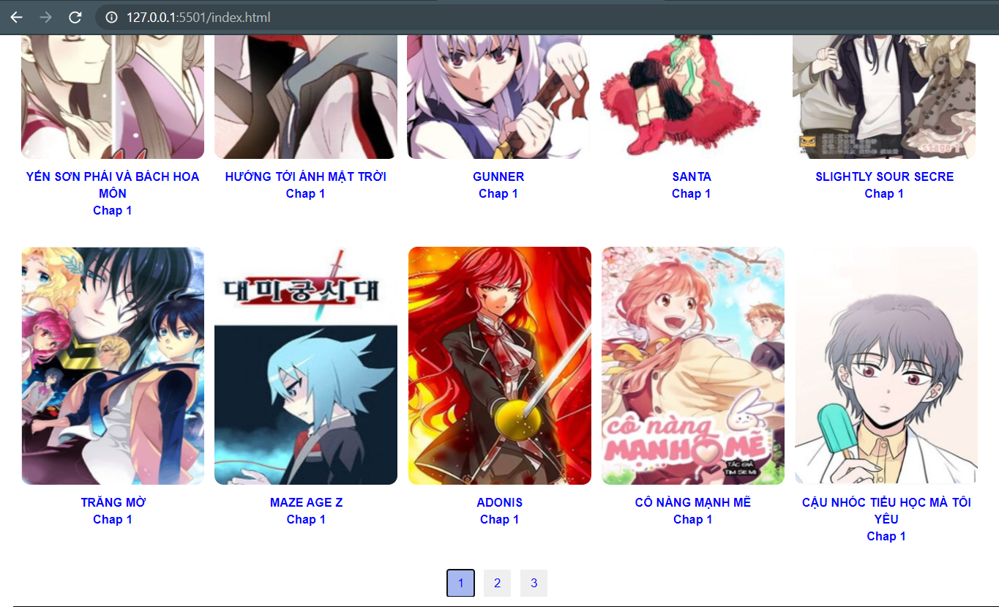 127.0.0.1:5501/index.html
stage 1
YẾN SƠN PHÁI VÀ BÁCH HOA
MÔN
Chap 1
HƯỚNG TỚI ÁNH MẶT TRỜI
Chap 1
GUNNER
Chap 1
SANTA
Chap 1
SLIGHTLY SOUR SECRE
Chap 1
대미궁시대
cô nàng
MẠNH MẼ
TÁC GIẢ
TIM SE MI
TRĂNG MỜ
Chap 1
MAZE AGE Z
Chap 1
ADONIS
Chap 1
CÔ NÀNG MẠNH MẼ
Chap 1
CẬU NHÓC TIỂU HỌC MÀ TÔI
YÊU
Chap 1
1 2 3